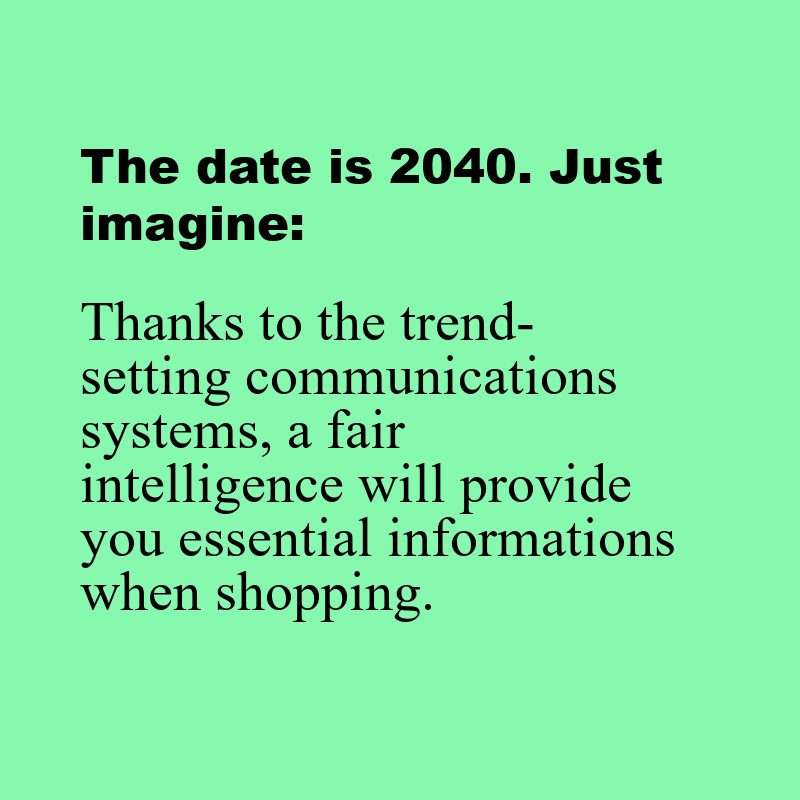 The date is 2040. Just
imagine:
Thanks to the trend-
setting communications
systems, a fair
intelligence will provide
you essential informations
when shopping.